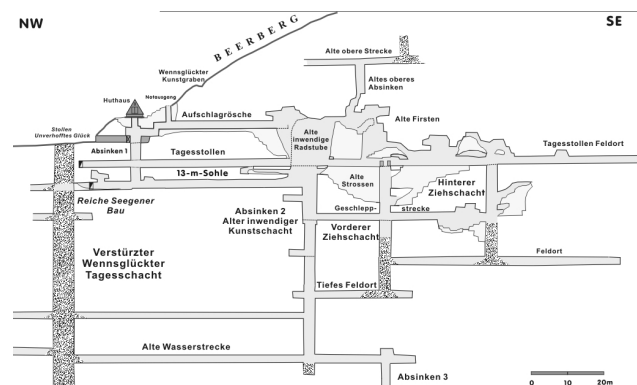 NW
SE
BEERBERG
Wennsglückter
Kunstgraben
Alte obere Strecke
Altes oberes
Absinken
Huthaus
Notausgang
Aufschlagrösche
Alte Firsten
Stollen
Unverhofftes Glück
Alte
inwendige
Radstube
Absinken 1
Tagesstollen
Tagesstollen Feldort
13-m-Sohle
Alte
Strossen
Hinterer
Ziehschacht
Reiche Seegener
Bau
Geschlepp-
strecke
Absinken 2
Alter inwendiger
Kunstschacht
Vorderer
Ziehschacht
Verstürzter
Wennsglückter
Tagesschacht
Feldort
Tiefes Feldort
Alte Wasserstrecke
Absinken 3
0 10 20m